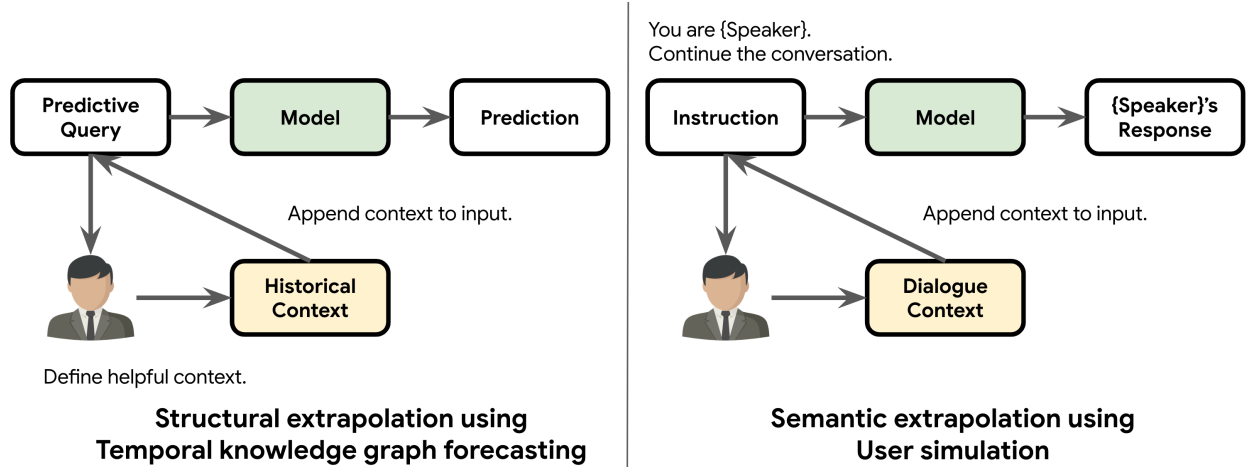 Predictive
Query
Model
Prediction
Append context to input.
Historical
Context
Define helpful context.
Structural extrapolation using
Temporal knowledge graph forecasting
You are {Speaker}.
Continue the conversation.
Instruction
Model
{Speaker}'s
Response
Append context to input.
Dialogue
Context
Semantic extrapolation using
User simulation